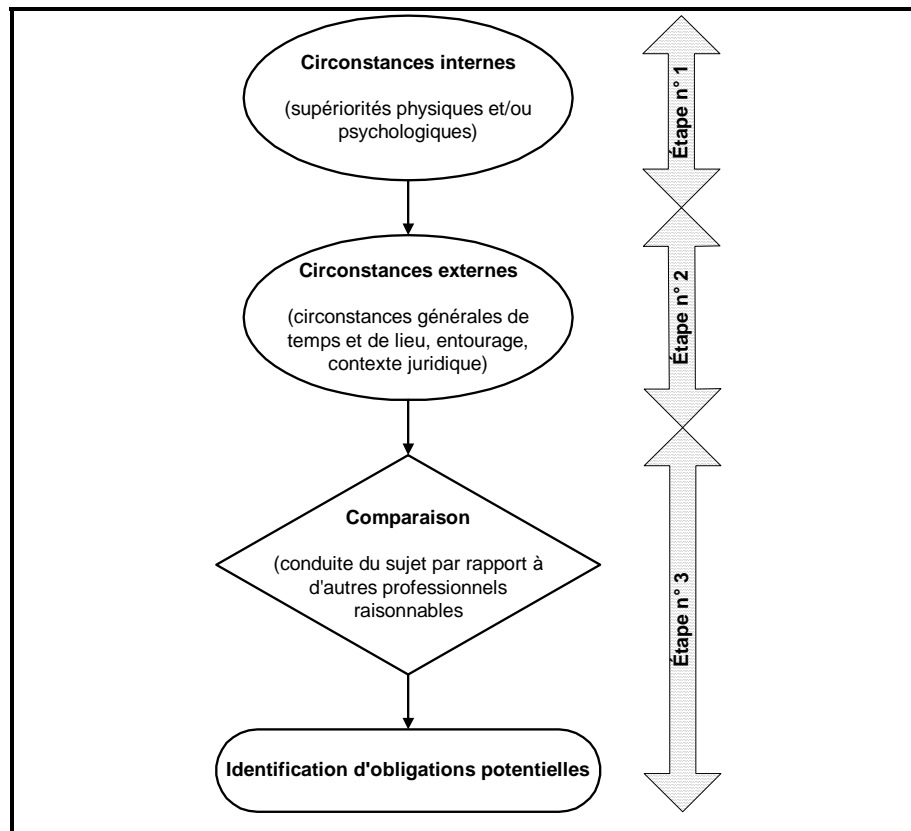 Circonstances internes
(supériorités physiques et/ou
psychologiques)
Étape n° 1
Circonstances externes
(circonstances générales de
temps et de lieu, entourage,
contexte juridique)
Étape n° 2
Comparaison
(conduite du sujet par rapport à
d'autres professionnels
raisonnables
Étape n° 3
Identification d'obligations potentielles